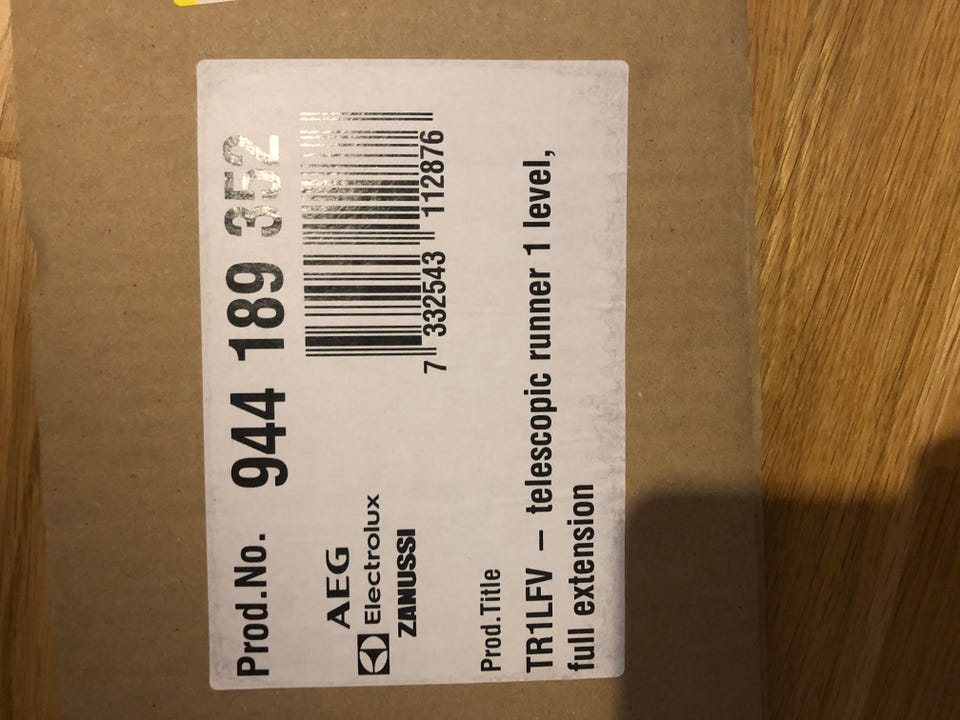 Prod.No. 944 189 352
AEG
Electrolux
ZANUSSI
7 332543 112876
Prod.Title
TR1LFV – telescopic runner 1 level,
full extension